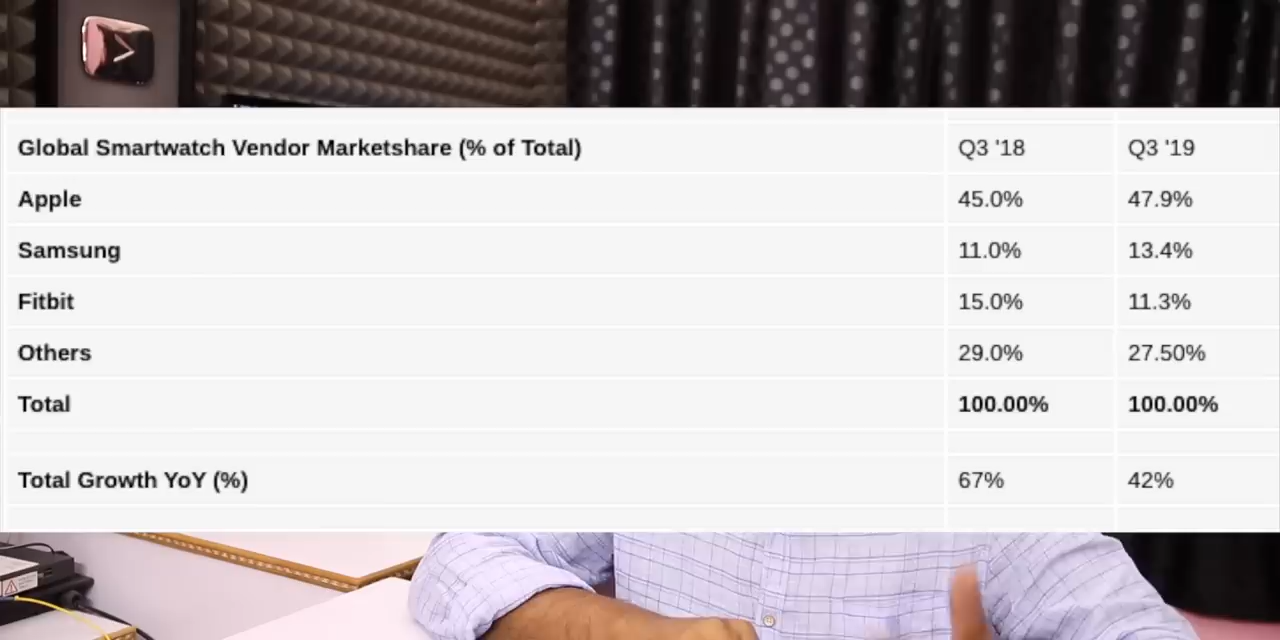 Global Smartwatch Vendor Marketshare (% of Total) Q3 '18 Q3 '19
Apple 45.0% 47.9%
Samsung 11.0% 13.4%
Fitbit 15.0% 11.3%
Others 29.0% 27.50%
Total 100.00% 100.00%
Total Growth YoY (%) 67% 42%